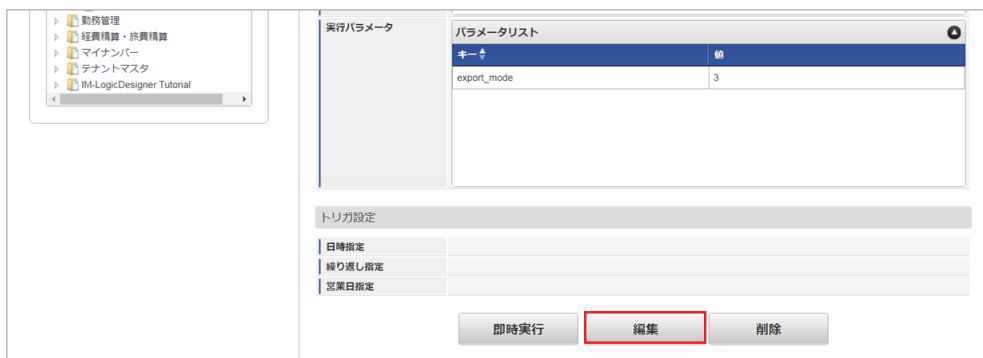 勤務管理
経費精算・旅費精算
マイナンバー
テナントマスタ
IM-LogicDesigner Tutorial
実行パラメータ
パラメータリスト
キー 値
export_mode 3
トリガ設定
日時指定
繰り返し指定
営業日指定
即時実行 編集 削除